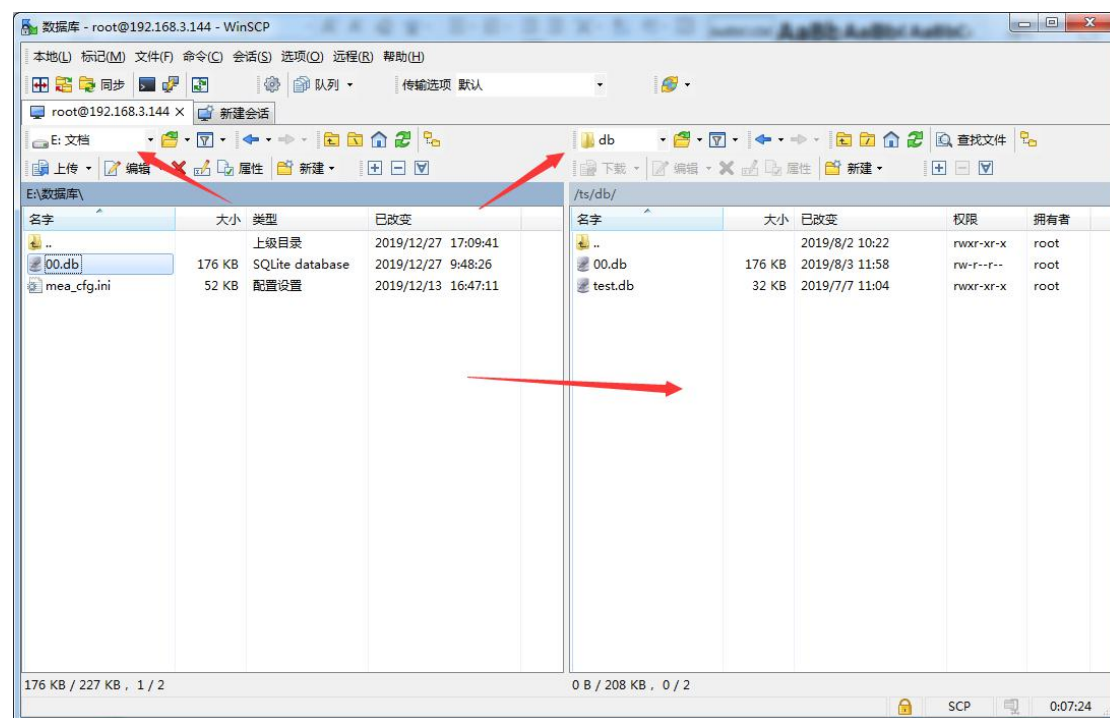 数据库 - root@192.168.3.144 - WinSCP
本地(L) 标记(M) 文件(F) 命令(C) 会话(S) 选项(O) 远程(R) 帮助(H)
同步 队列 传输选项 默认
root@192.168.3.144 × 新建会话
E: 文档 db 查找文件
上传 编辑 属性 新建 下载 编辑 属性 新建
E:\数据库\ /ts/db/
名字 大小 类型 已改变 名字 大小 已改变 权限 拥有者
.. 上级目录 2019/12/27 17:09:41 .. 2019/8/2 10:22 rwxr-xr-x root
00.db 176 KB SQLite database 2019/12/27 9:48:26 00.db 176 KB 2019/8/3 11:58 rw-r--r-- root
mea_cfg.ini 52 KB 配置设置 2019/12/13 16:47:11 test.db 32 KB 2019/7/7 11:04 rwxr-xr-x root
176 KB / 227 KB , 1 / 2 0 B / 208 KB , 0 / 2
SCP 0:07:24